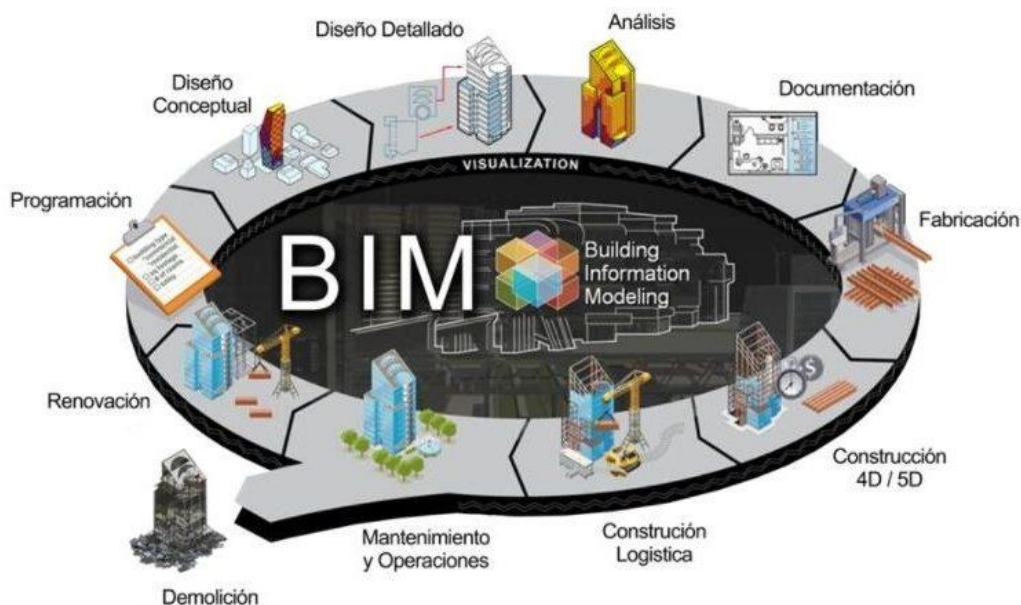 Diseño Detallado
Análisis
Diseño
Conceptual
Documentación
VISUALIZATION
Programación
Fabricación
BIM
Building
Information
Modeling
Renovación
Construcción
4D / 5D
Mantenimiento
y Operaciones
Construción
Logistica
Demolición